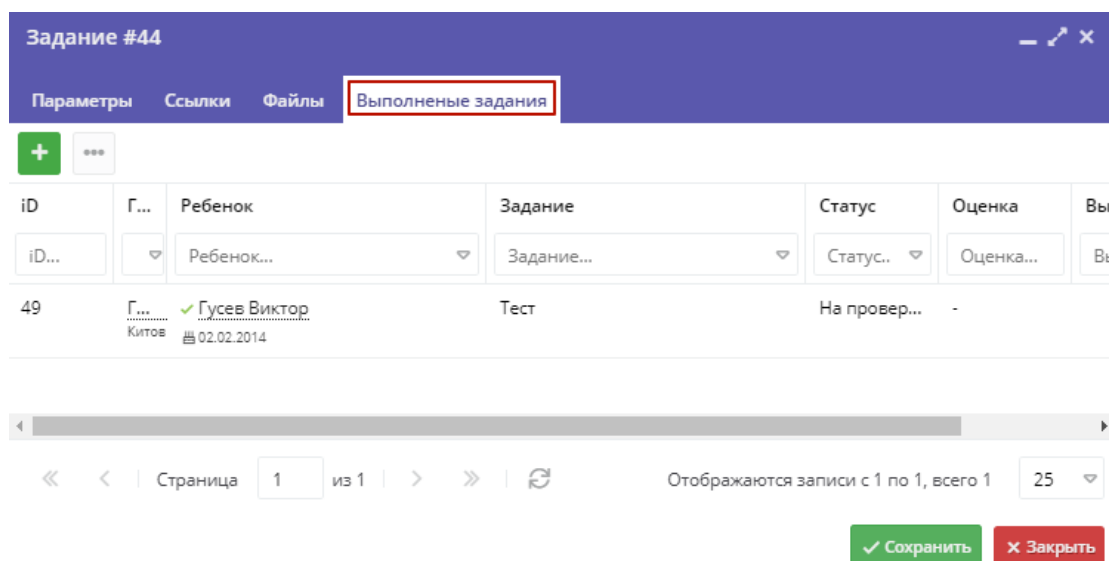 Задание #44
Параметры Ссылки Файлы Выполненые задания
iD Г... Ребенок Задание Статус Оценка Вы
iD... Ребенок... Задание... Статус.. Оценка... Вы
49 Г... Гусев Виктор Тест На провер... -
Китов 02.02.2014
Страница 1 из 1 Отображаются записи с 1 по 1, всего 1 25
Сохранить Закрыть